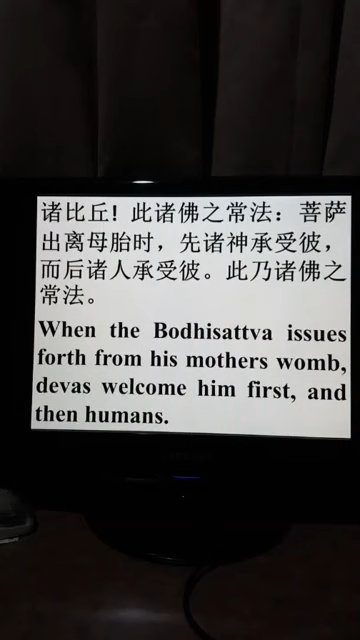 诸比丘！此诸佛之常法：菩萨
出离母胎时，先诸神承受彼，
而后诸人承受彼。此乃诸佛之
常法。
When the Bodhisattva issues
forth from his mothers womb,
devas welcome him first, and
then humans.